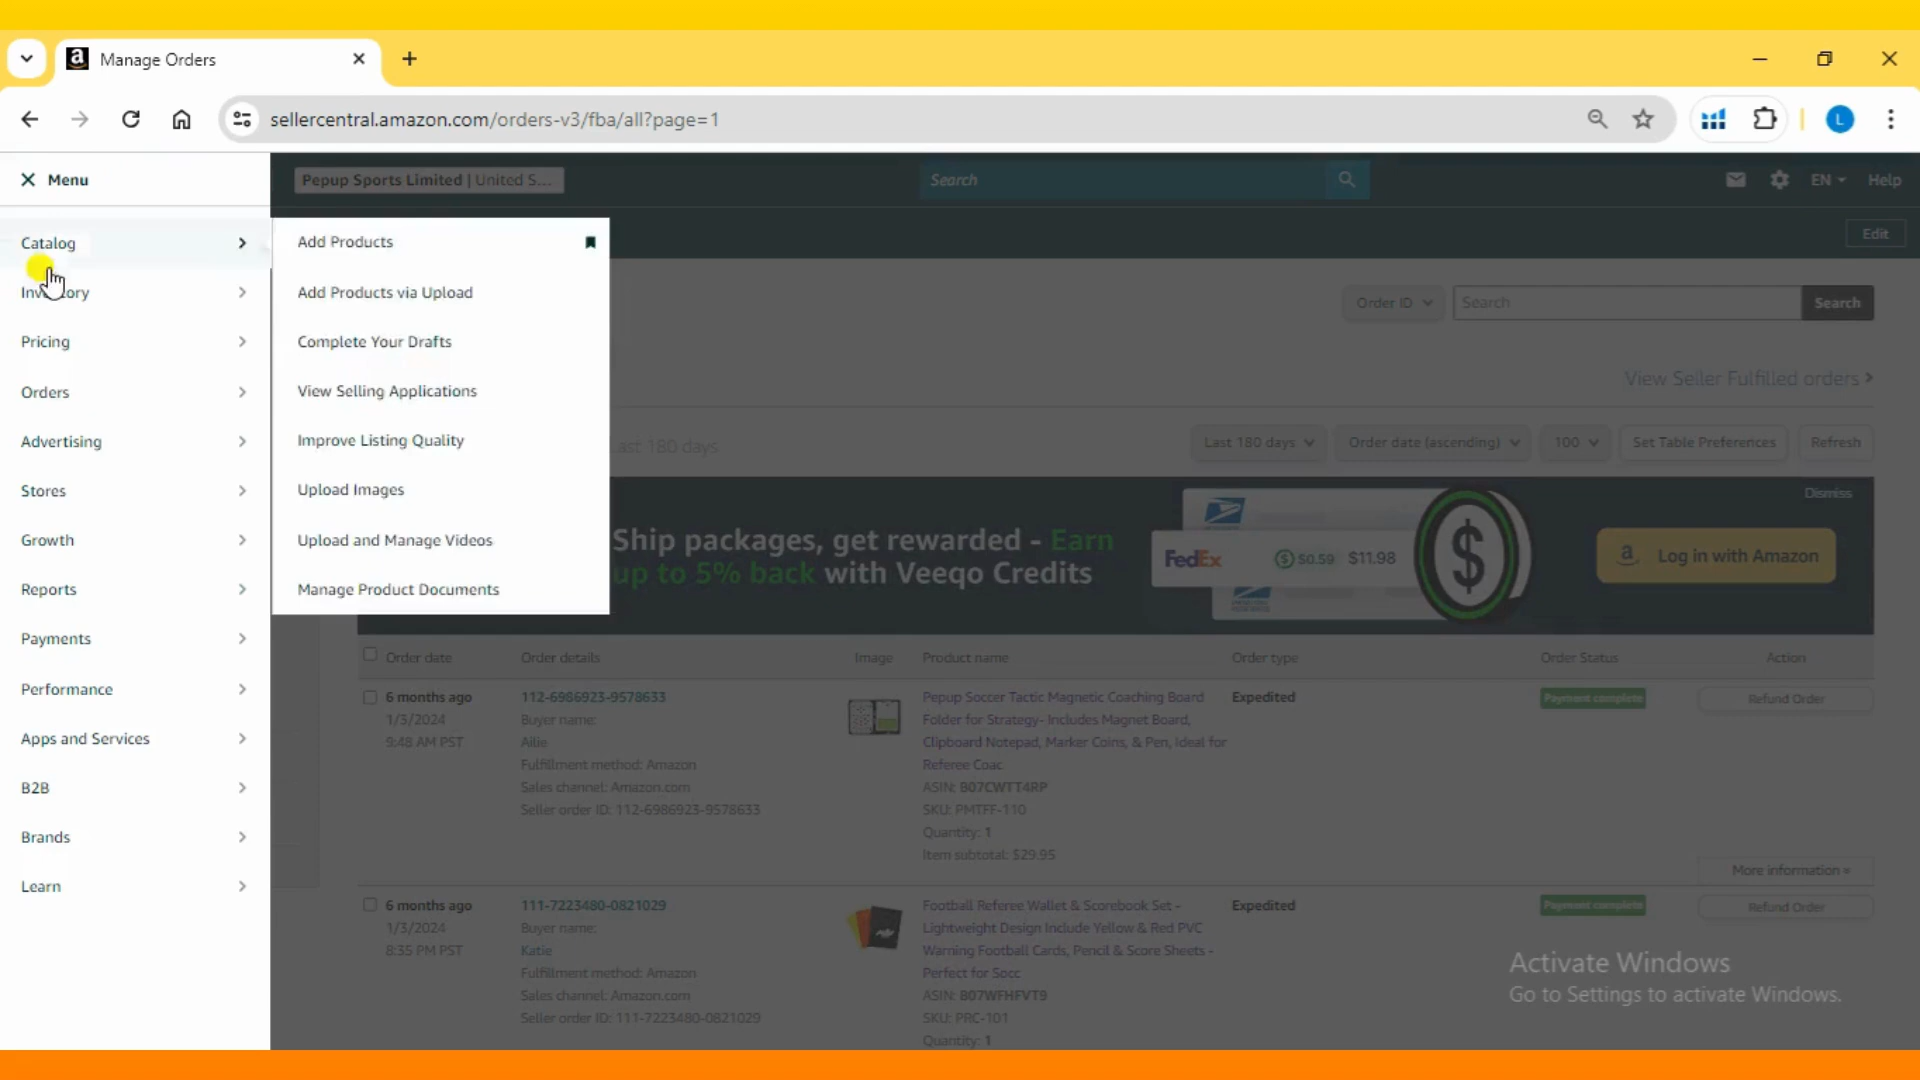 Manage Orders
sellercentral.amazon.com/orders-v3/fba/all?page=1
L
Menu
Pepup Sports Limited | United S...
Search
EN
Help
Edit
Catalog
Inventory
Pricing
Orders
Advertising
Stores
Growth
Reports
Payments
Performance
Apps and Services
B2B
Brands
Learn
Add Products
Add Products via Upload
Complete Your Drafts
View Selling Applications
Improve Listing Quality
Upload Images
Upload and Manage Videos
Manage Product Documents
Order ID
Search
Search
View Seller Fulfilled orders
ast 180 days
Last 180 days
Order date (ascending)
100
Set Table Preferences
Refresh
Ship packages, get rewarded - Earn
up to 5% back with Veeqo Credits
FedEx
$0.59 $11.98
Dismiss
Log in with Amazon
Order date
Order details
Image
Product name
Order type
Order Status
Action
6 months ago
1/3/2024
9:48 AM PST
112-6986923-9578633
Buyer name:
Allie
Fulfillment method: Amazon
Sales channel: Amazon.com
Seller order ID: 112-6986923-9578633
Pepup Soccer Tactic Magnetic Coaching Board
Folder for Strategy- Includes Magnet Board,
Clipboard Notepad, Marker Coins, & Pen, Ideal for
Referee Coac
ASIN: B07CWTT4RP
SKU: PMTFF-110
Quantity: 1
Item subtotal: $29.95
Expedited
Payment complete
Refund Order
More information »
6 months ago
1/3/2024
8:35 PM PST
111-7223480-0821029
Buyer name:
Katie
Fulfillment method: Amazon
Sales channel: Amazon.com
Seller order ID: 111-7223480-0821029
Football Referee Wallet & Scorebook Set -
Lightweight Design Include Yellow & Red PVC
Warning Football Cards, Pencil & Score Sheets -
Perfect for Socc
ASIN: B07WFHFVT9
SKU: PRC-101
Quantity: 1
Expedited
Payment complete
Refund Order
Activate Windows
Go to Settings to activate Windows.